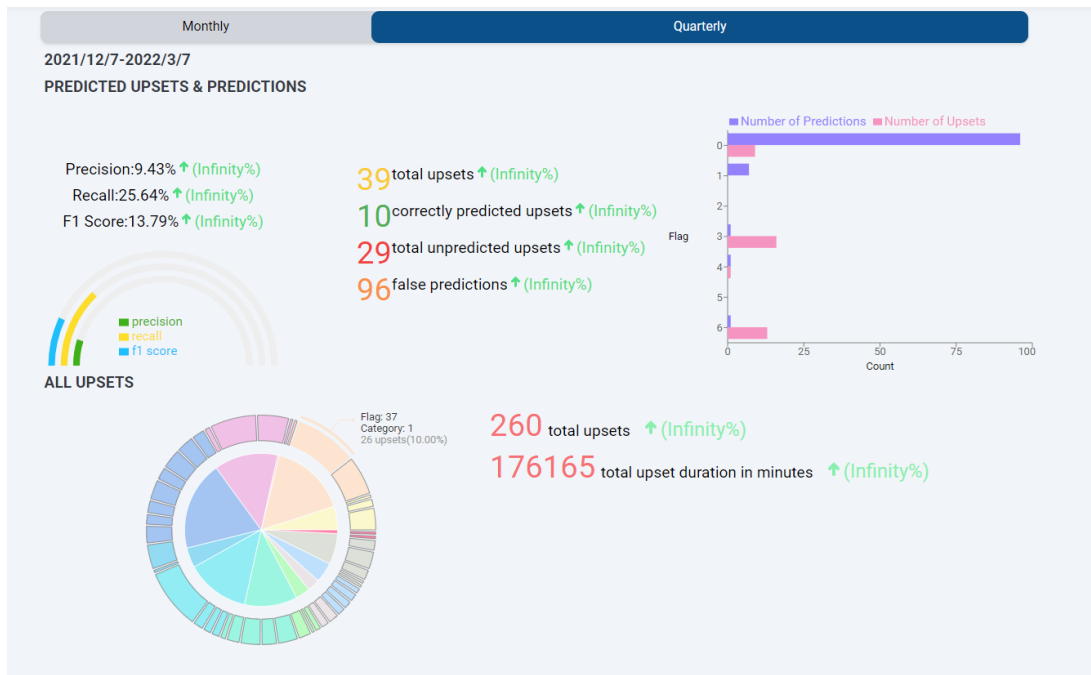 Monthly
Quarterly
2021/12/7-2022/3/7
PREDICTED UPSETS & PREDICTIONS
Precision:9.43% ↑ (Infinity%)
Recall:25.64% ↑ (Infinity%)
F1 Score:13.79% ↑ (Infinity%)
precision
recall
f1 score
39 total upsets ↑ (Infinity%)
10 correctly predicted upsets ↑ (Infinity%)
29 total unpredicted upsets ↑ (Infinity%)
96 false predictions ↑ (Infinity%)
Number of Predictions Number of Upsets
0
1
2
Flag 3
4
5
6
0 25 50 75 100
Count
ALL UPSETS
Flag: 37
Category: 1
26 upsets(10.00%)
260 total upsets ↑ (Infinity%)
176165 total upset duration in minutes ↑ (Infinity%)